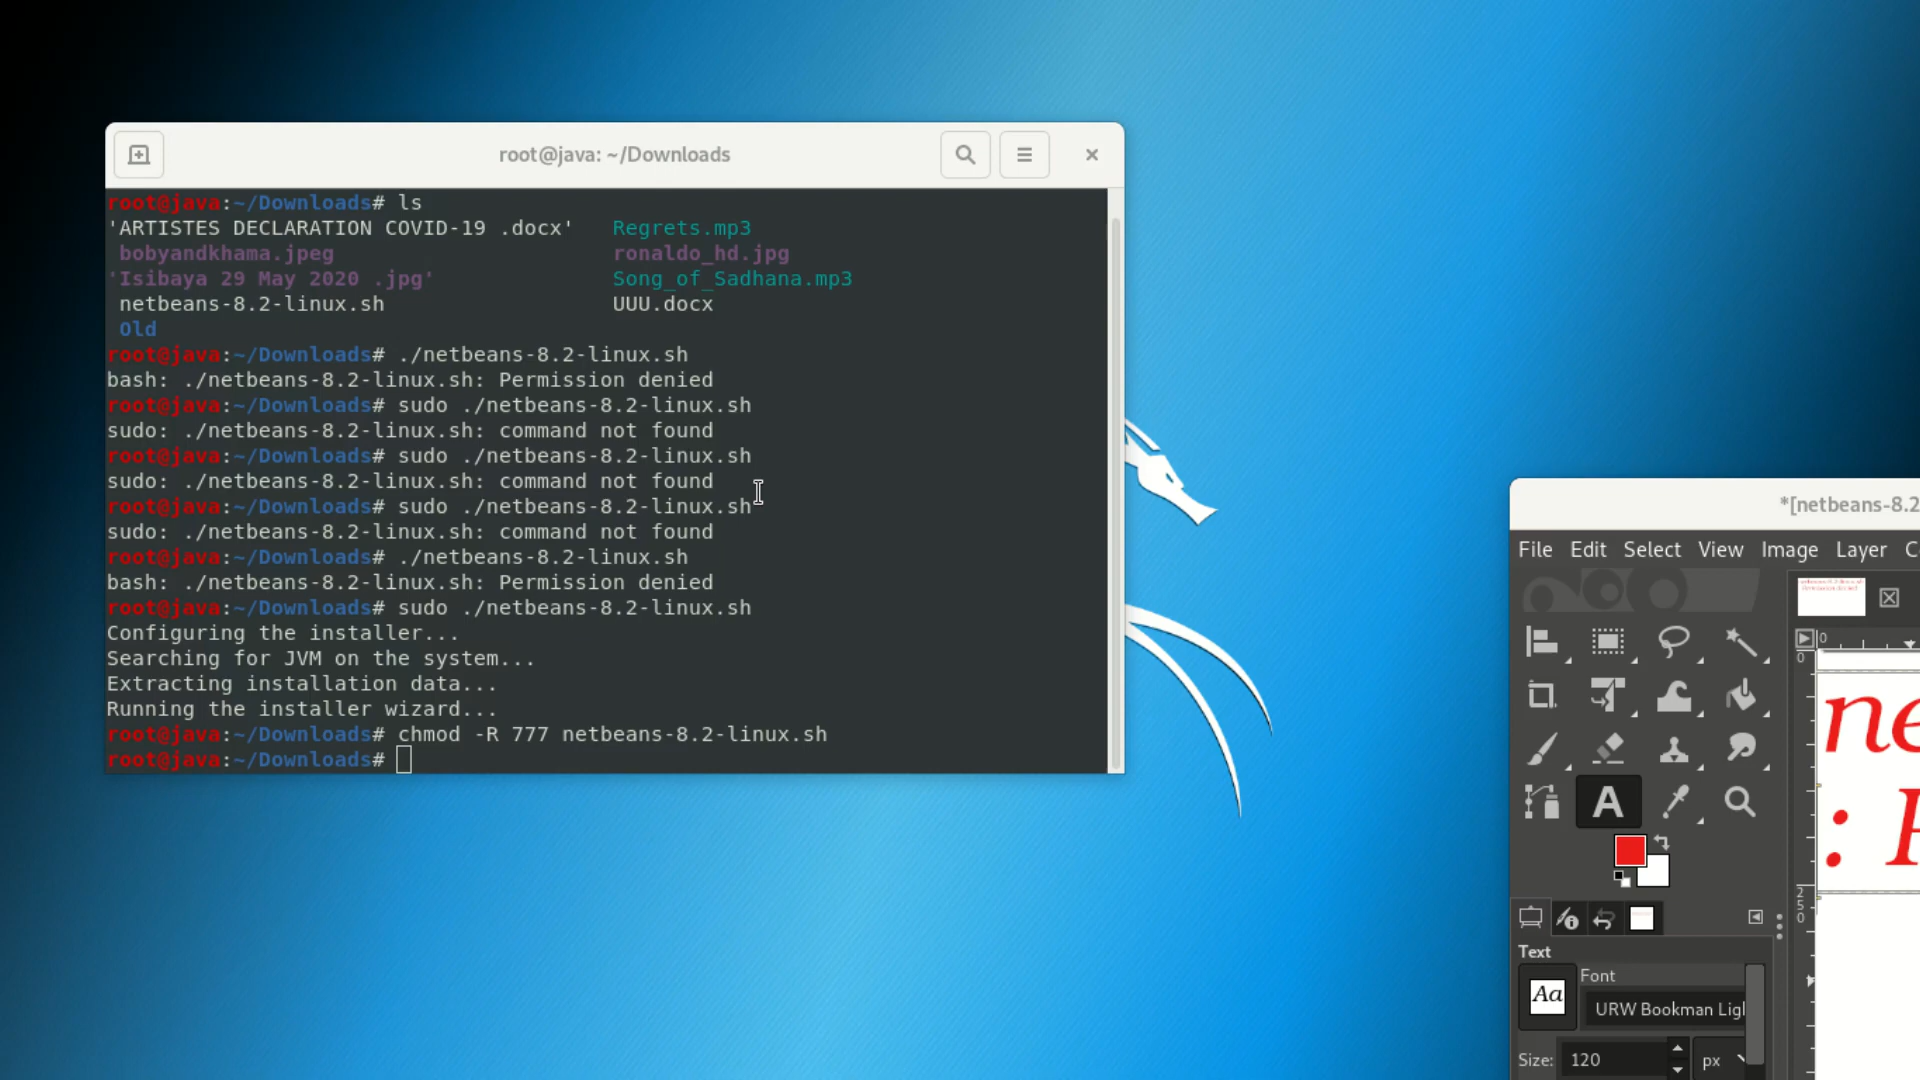 root@java: ~/Downloads
root@java:~/Downloads# ls
'ARTISTES DECLARATION COVID-19 .docx'   Regrets.mp3
bobyandkhama.jpeg   ronaldo_hd.jpg
'Isibaya 29 May 2020 .jpg'   Song_of_Sadhana.mp3
netbeans-8.2-linux.sh   UUU.docx
Old
root@java:~/Downloads# ./netbeans-8.2-linux.sh
bash: ./netbeans-8.2-linux.sh: Permission denied
root@java:~/Downloads# sudo ./netbeans-8.2-linux.sh
sudo: ./netbeans-8.2-linux.sh: command not found
root@java:~/Downloads# sudo ./netbeans-8.2-linux.sh
sudo: ./netbeans-8.2-linux.sh: command not found
root@java:~/Downloads# sudo ./netbeans-8.2-linux.sh
sudo: ./netbeans-8.2-linux.sh: command not found
root@java:~/Downloads# ./netbeans-8.2-linux.sh
bash: ./netbeans-8.2-linux.sh: Permission denied
root@java:~/Downloads# sudo ./netbeans-8.2-linux.sh
Configuring the installer...
Searching for JVM on the system...
Extracting installation data...
Running the installer wizard...
root@java:~/Downloads# chmod -R 777 netbeans-8.2-linux.sh
root@java:~/Downloads#
*[netbeans-8.2
File Edit Select View Image Layer C
0
0
ne
: P
250
Text
Font
Aa
URW Bookman Ligl
Size: 120 px